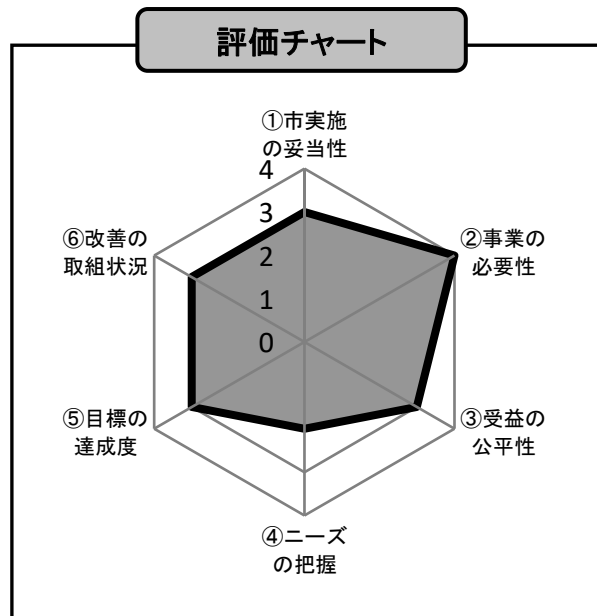 評価チャート
①市実施
の妥当性
4
3
2
1
0
②事業の
必要性
③受益の
公平性
④ニーズ
の把握
⑤目標の
達成度
⑥改善の
取組状況